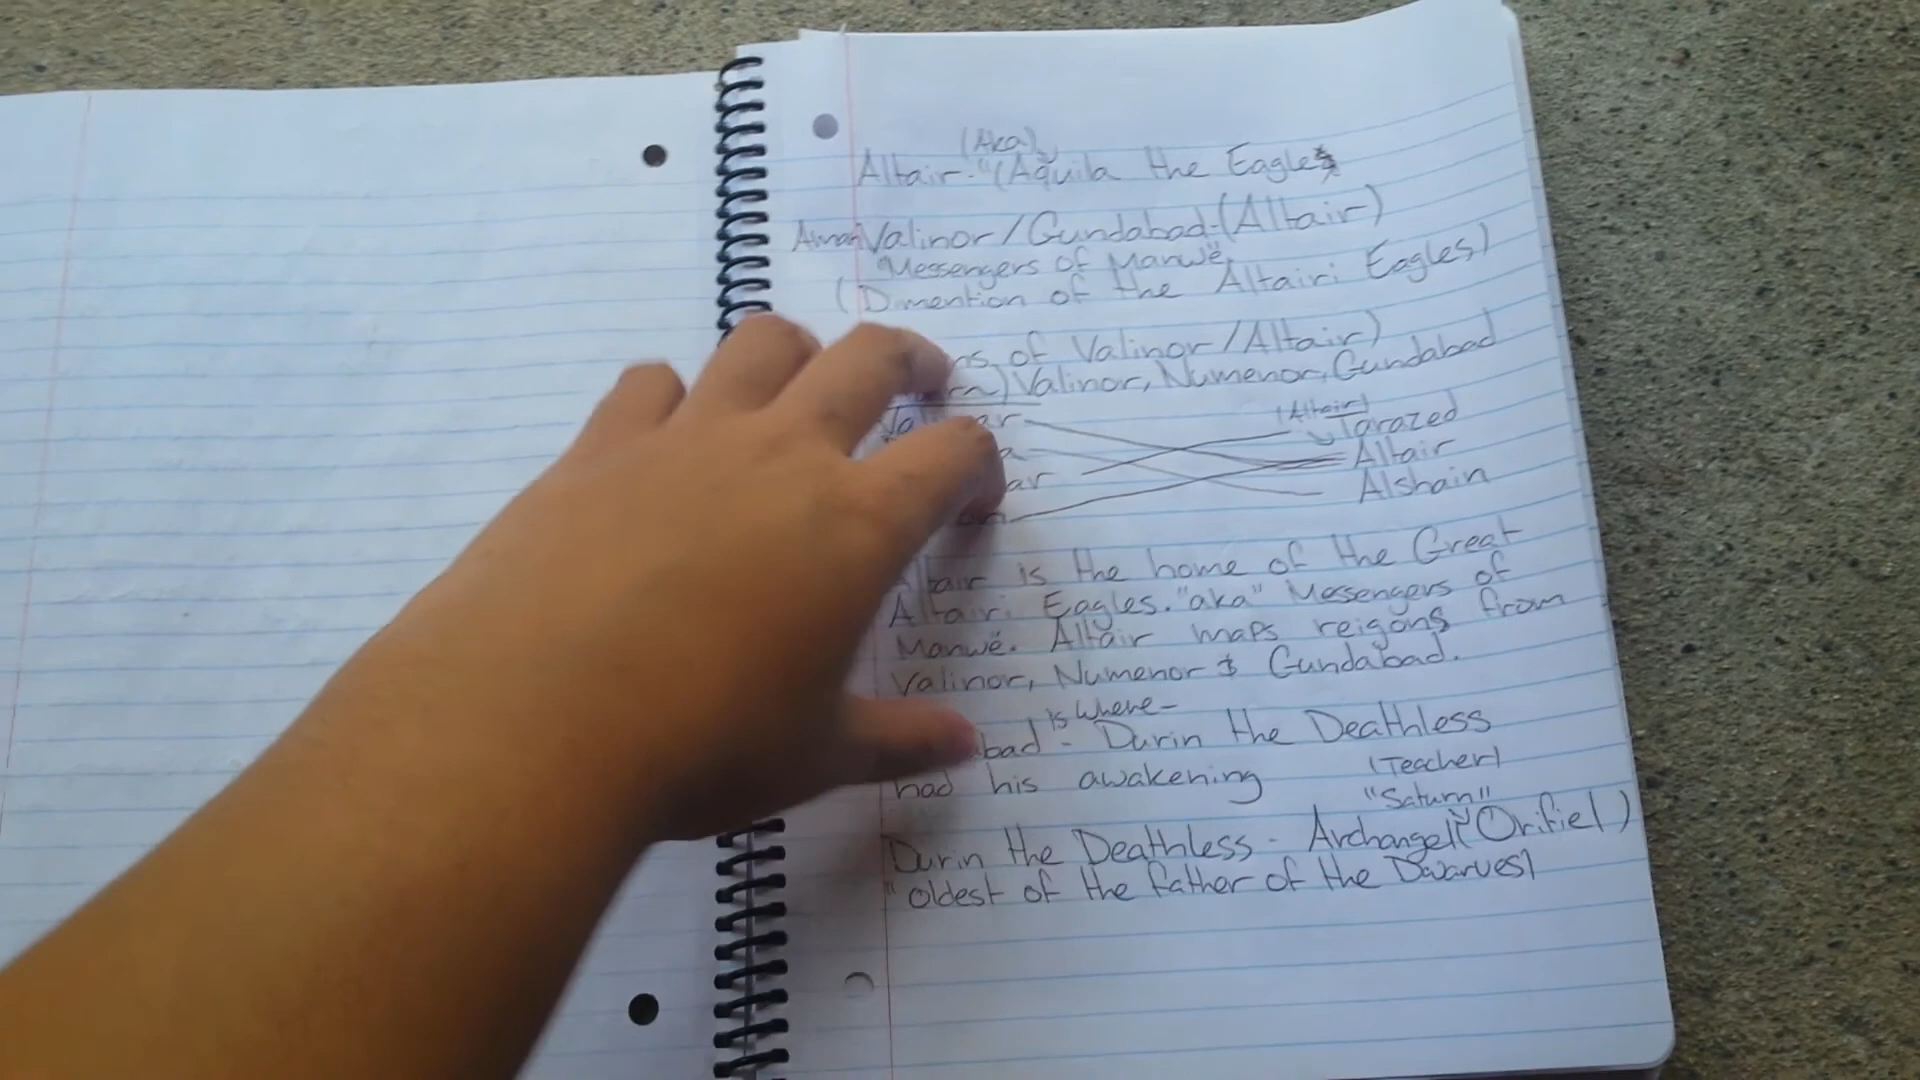 (Aka)
Altair - "(Aquila the Eagle
Aman Valinor/Gundabad-(Altair)
Messengers of Manwë
(Dimention of the Altairi Eagles)
of Valinor/Altair)
Valinor, Numenor, Gundabad
(Altair)
Tarazed
Altair
Alshain
is the home of the Great
Altairi Eagles. "aka" Messengers of
Manwë. Altair maps reigons from
Valinor, Numenor & Gundabad.
is where-
- Durin the Deathless
had his awakening
(Teacher)
"Saturn"
Durin the Deathless - Archangel (Orifiel)
"oldest of the father of the Dwarves)